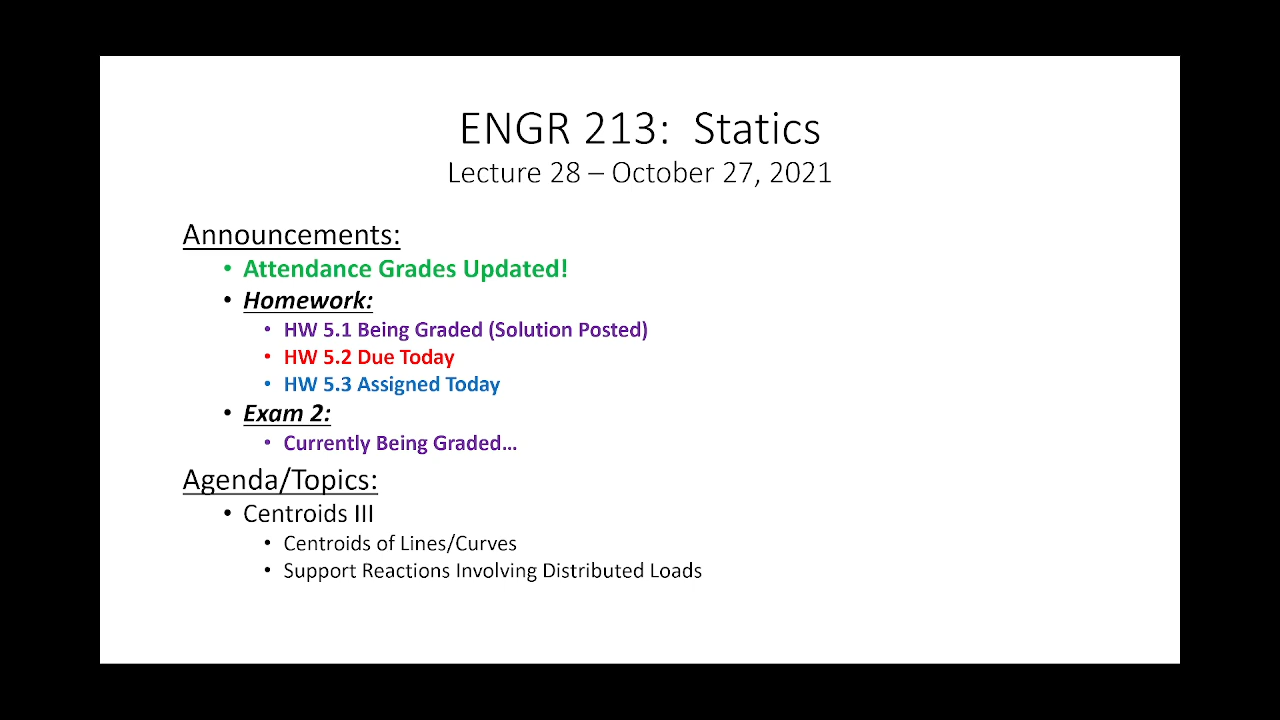 ENGR 213:  Statics
Lecture 28 – October 27, 2021
Announcements:
• Attendance Grades Updated!
• Homework:
• HW 5.1 Being Graded (Solution Posted)
• HW 5.2 Due Today
• HW 5.3 Assigned Today
• Exam 2:
• Currently Being Graded…
Agenda/Topics:
• Centroids III
• Centroids of Lines/Curves
• Support Reactions Involving Distributed Loads